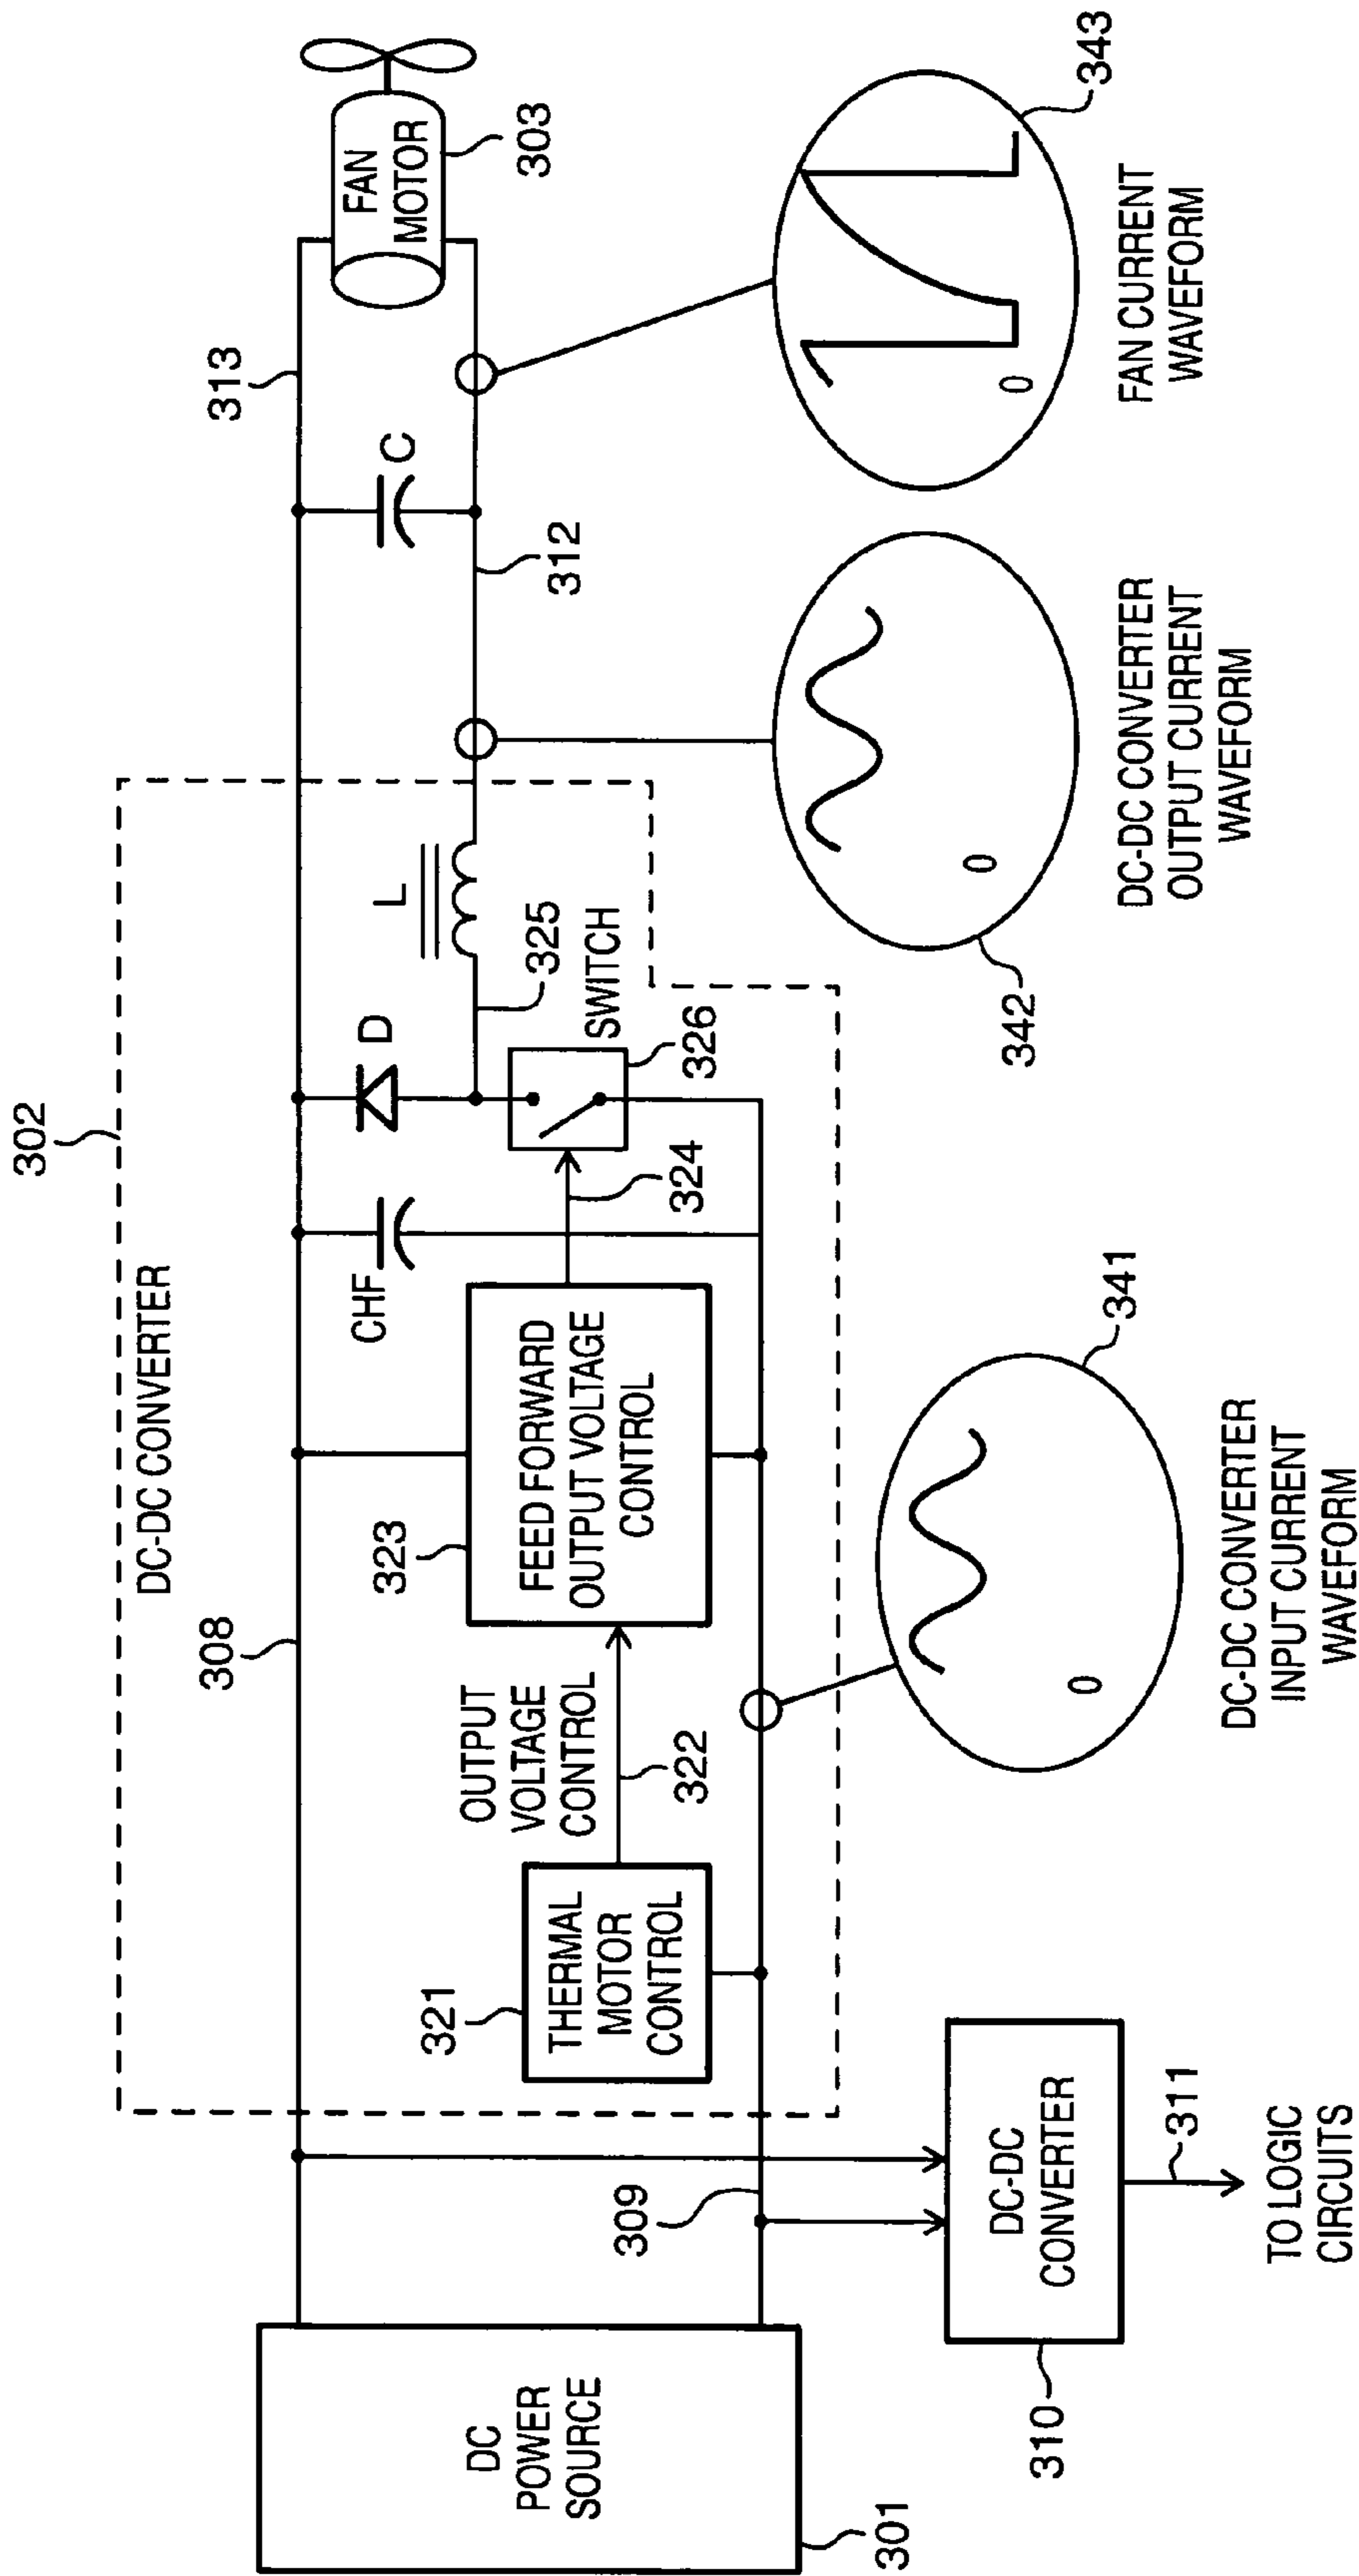 302
DC-DC CONVERTER
308
313
FAN
MOTOR
303
CHF
D
L
C
312
325
SWITCH
326
324
323
FEED FORWARD
OUTPUT VOLTAGE
CONTROL
OUTPUT
VOLTAGE
CONTROL
322
321
THERMAL
MOTOR
CONTROL
DC
POWER
SOURCE
301
309
DC-DC
CONVERTER
310
311
TO LOGIC
CIRCUITS
341
0
DC-DC CONVERTER
INPUT CURRENT
WAVEFORM
342
0
DC-DC CONVERTER
OUTPUT CURRENT
WAVEFORM
343
0
FAN CURRENT
WAVEFORM